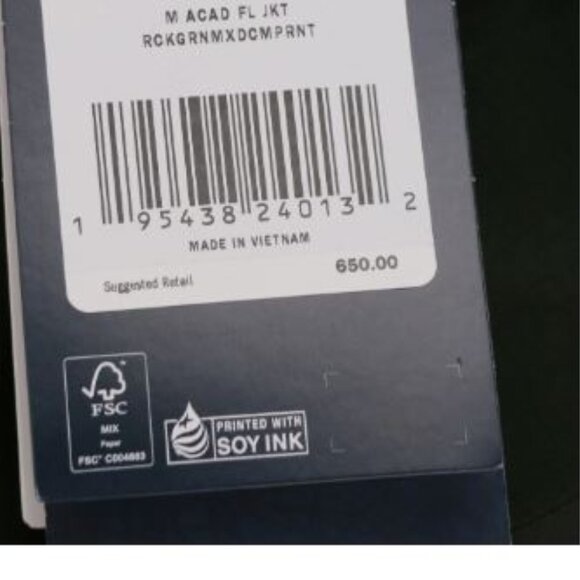 M ACAD FL JKT
RCKGRNMXDCMPRNT
1 95438 24013 2
MADE IN VIETNAM
Suggested Retail 650.00
FSC
MIX
Paper
FSC® C004883
PRINTED WITH
SOY INK